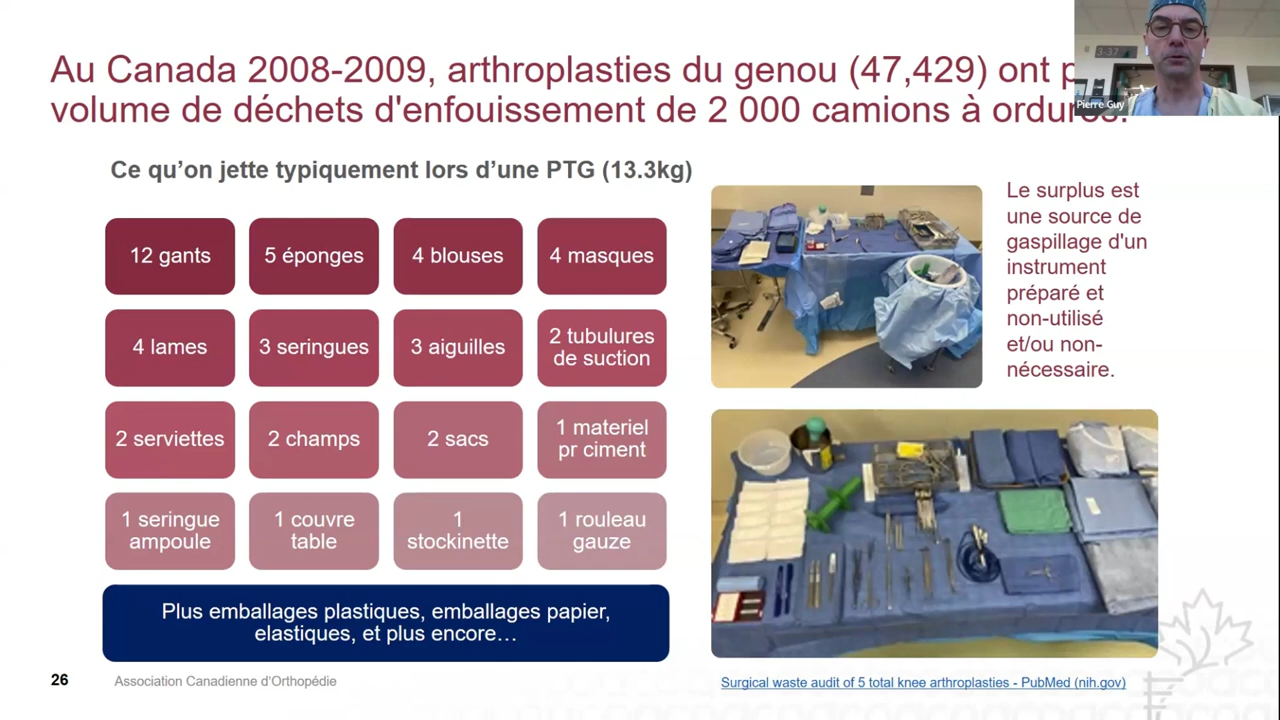 Au Canada 2008-2009, arthroplasties du genou (47,429) ont
volume de déchets d'enfouissement de 2 000 camions à ordures.
3-37
Pierre Guy
Ce qu'on jette typiquement lors d'une PTG (13.3kg)
12 gants
5 éponges
4 blouses
4 masques
4 lames
3 seringues
3 aiguilles
2 tubulures
de suction
2 serviettes
2 champs
2 sacs
1 materiel
pr ciment
1 seringue
ampoule
1 couvre
table
1
stockinette
1 rouleau
gauze
Plus emballages plastiques, emballages papier,
elastiques, et plus encore…
Le surplus est
une source de
gaspillage d'un
instrument
préparé et
non-utilisé
et/ou non-
nécessaire.
26
Association Canadienne d'Orthopédie
Surgical waste audit of 5 total knee arthroplasties - PubMed (nih.gov)